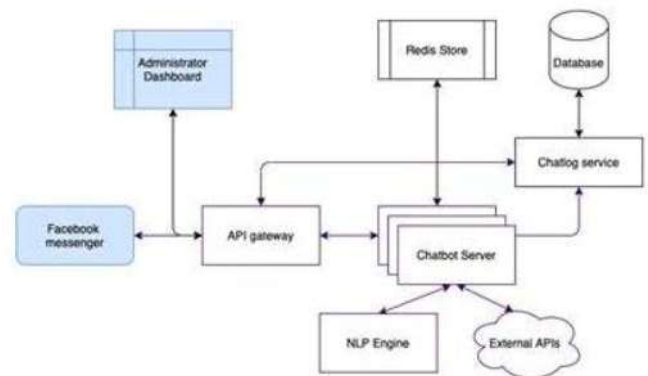 Administrator
Dashboard
Redis Store
Database
Chatlog service
Facebook
messenger
API gateway
Chatbot Server
NLP Engine
External APIs